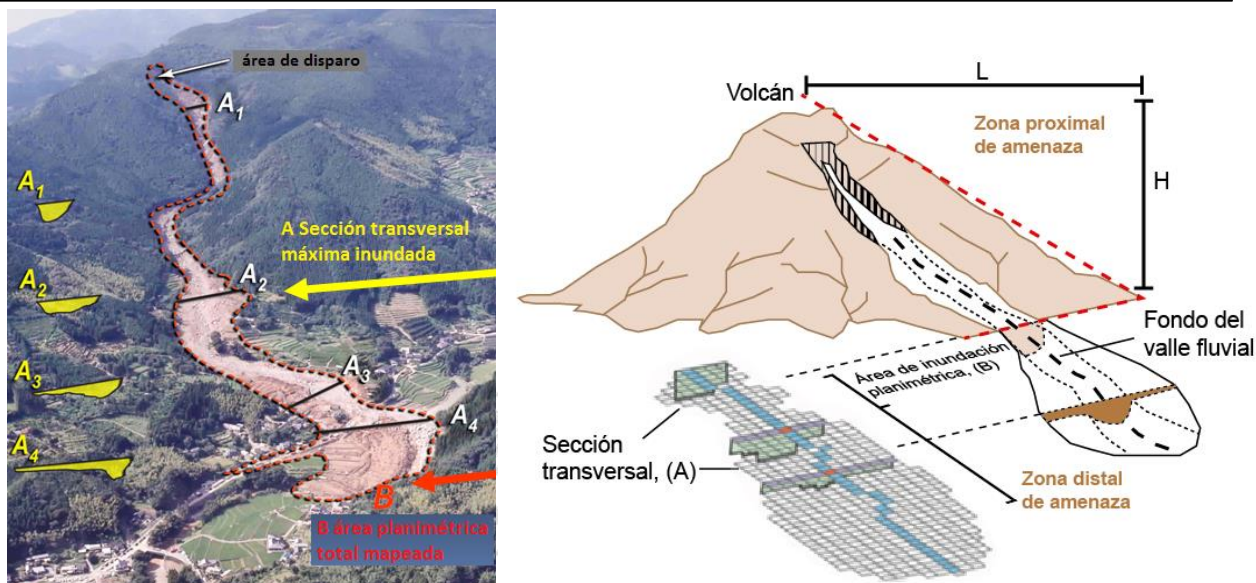 área de disparo
A1
A1
A Sección transversal
máxima inundada
A2
A2
A3
A3
A4
A4
B
B área planimétrica
total mapeada
L
Volcán
Zona proximal
de amenaza
H
Fondo del
valle fluvial
Área de inundación
planimétrica, (B)
Sección
transversal, (A)
Zona distal
de amenaza